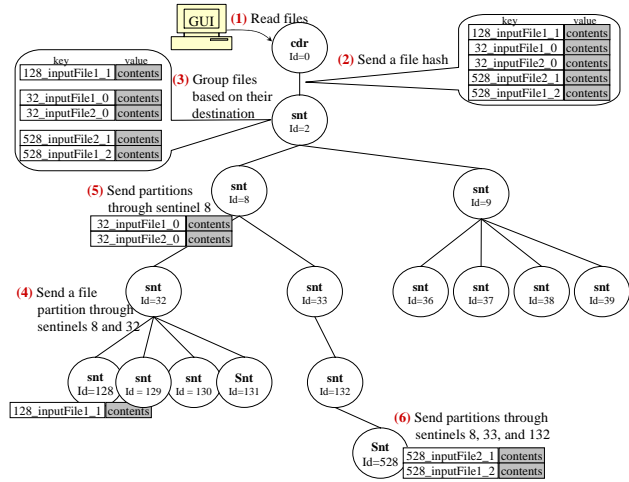 GUI
(1) Read files
cdr
Id=0
key value
128_inputFile1_1 contents
32_inputFile1_0 contents
32_inputFile2_0 contents
528_inputFile2_1 contents
528_inputFile1_2 contents
(2) Send a file hash
key value
128_inputFile1_1 contents
32_inputFile1_0 contents
32_inputFile2_0 contents
528_inputFile2_1 contents
528_inputFile1_2 contents
(3) Group files
based on their
destination
snt
Id=2
(5) Send partitions
through sentinel 8
32_inputFile1_0 contents
32_inputFile2_0 contents
snt
Id=8
snt
Id=9
(4) Send a file
partition through
sentinels 8 and 32
snt
Id=32
snt
Id=33
snt
Id=36
snt
Id=37
snt
Id=38
snt
Id=39
snt
Id=128
snt
Id = 129
snt
Id = 130
Snt
Id=131
snt
Id=132
128_inputFile1_1 contents
(6) Send partitions through
sentinels 8, 33, and 132
Snt
Id=528
528_inputFile2_1 contents
528_inputFile1_2 contents